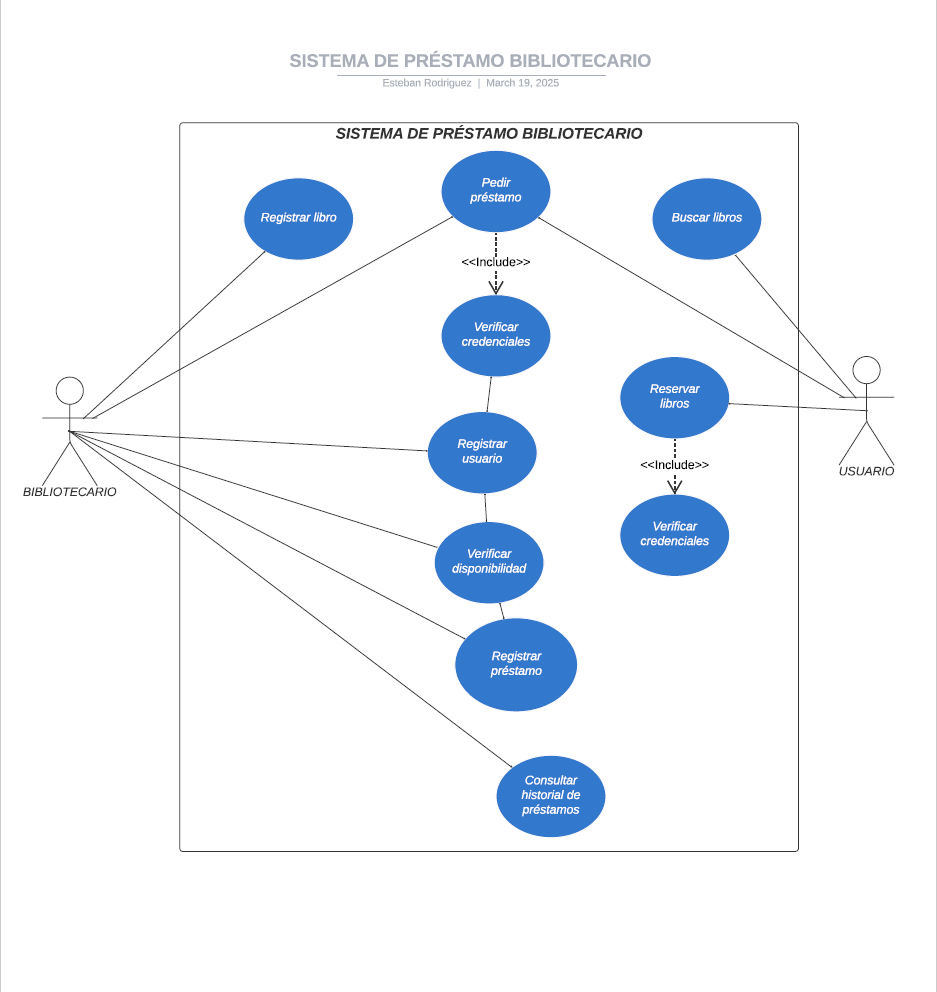 SISTEMA DE PRÉSTAMO BIBLIOTECARIO
Esteban Rodriguez | March 19, 2025
SISTEMA DE PRÉSTAMO BIBLIOTECARIO
Pedir
préstamo
Registrar libro
Buscar libros
<<Include>>
Verificar
credenciales
Reservar
libros
Registrar
usuario
<<Include>>
USUARIO
BIBLIOTECARIO
Verificar
credenciales
Verificar
disponibilidad
Registrar
préstamo
Consultar
historial de
préstamos